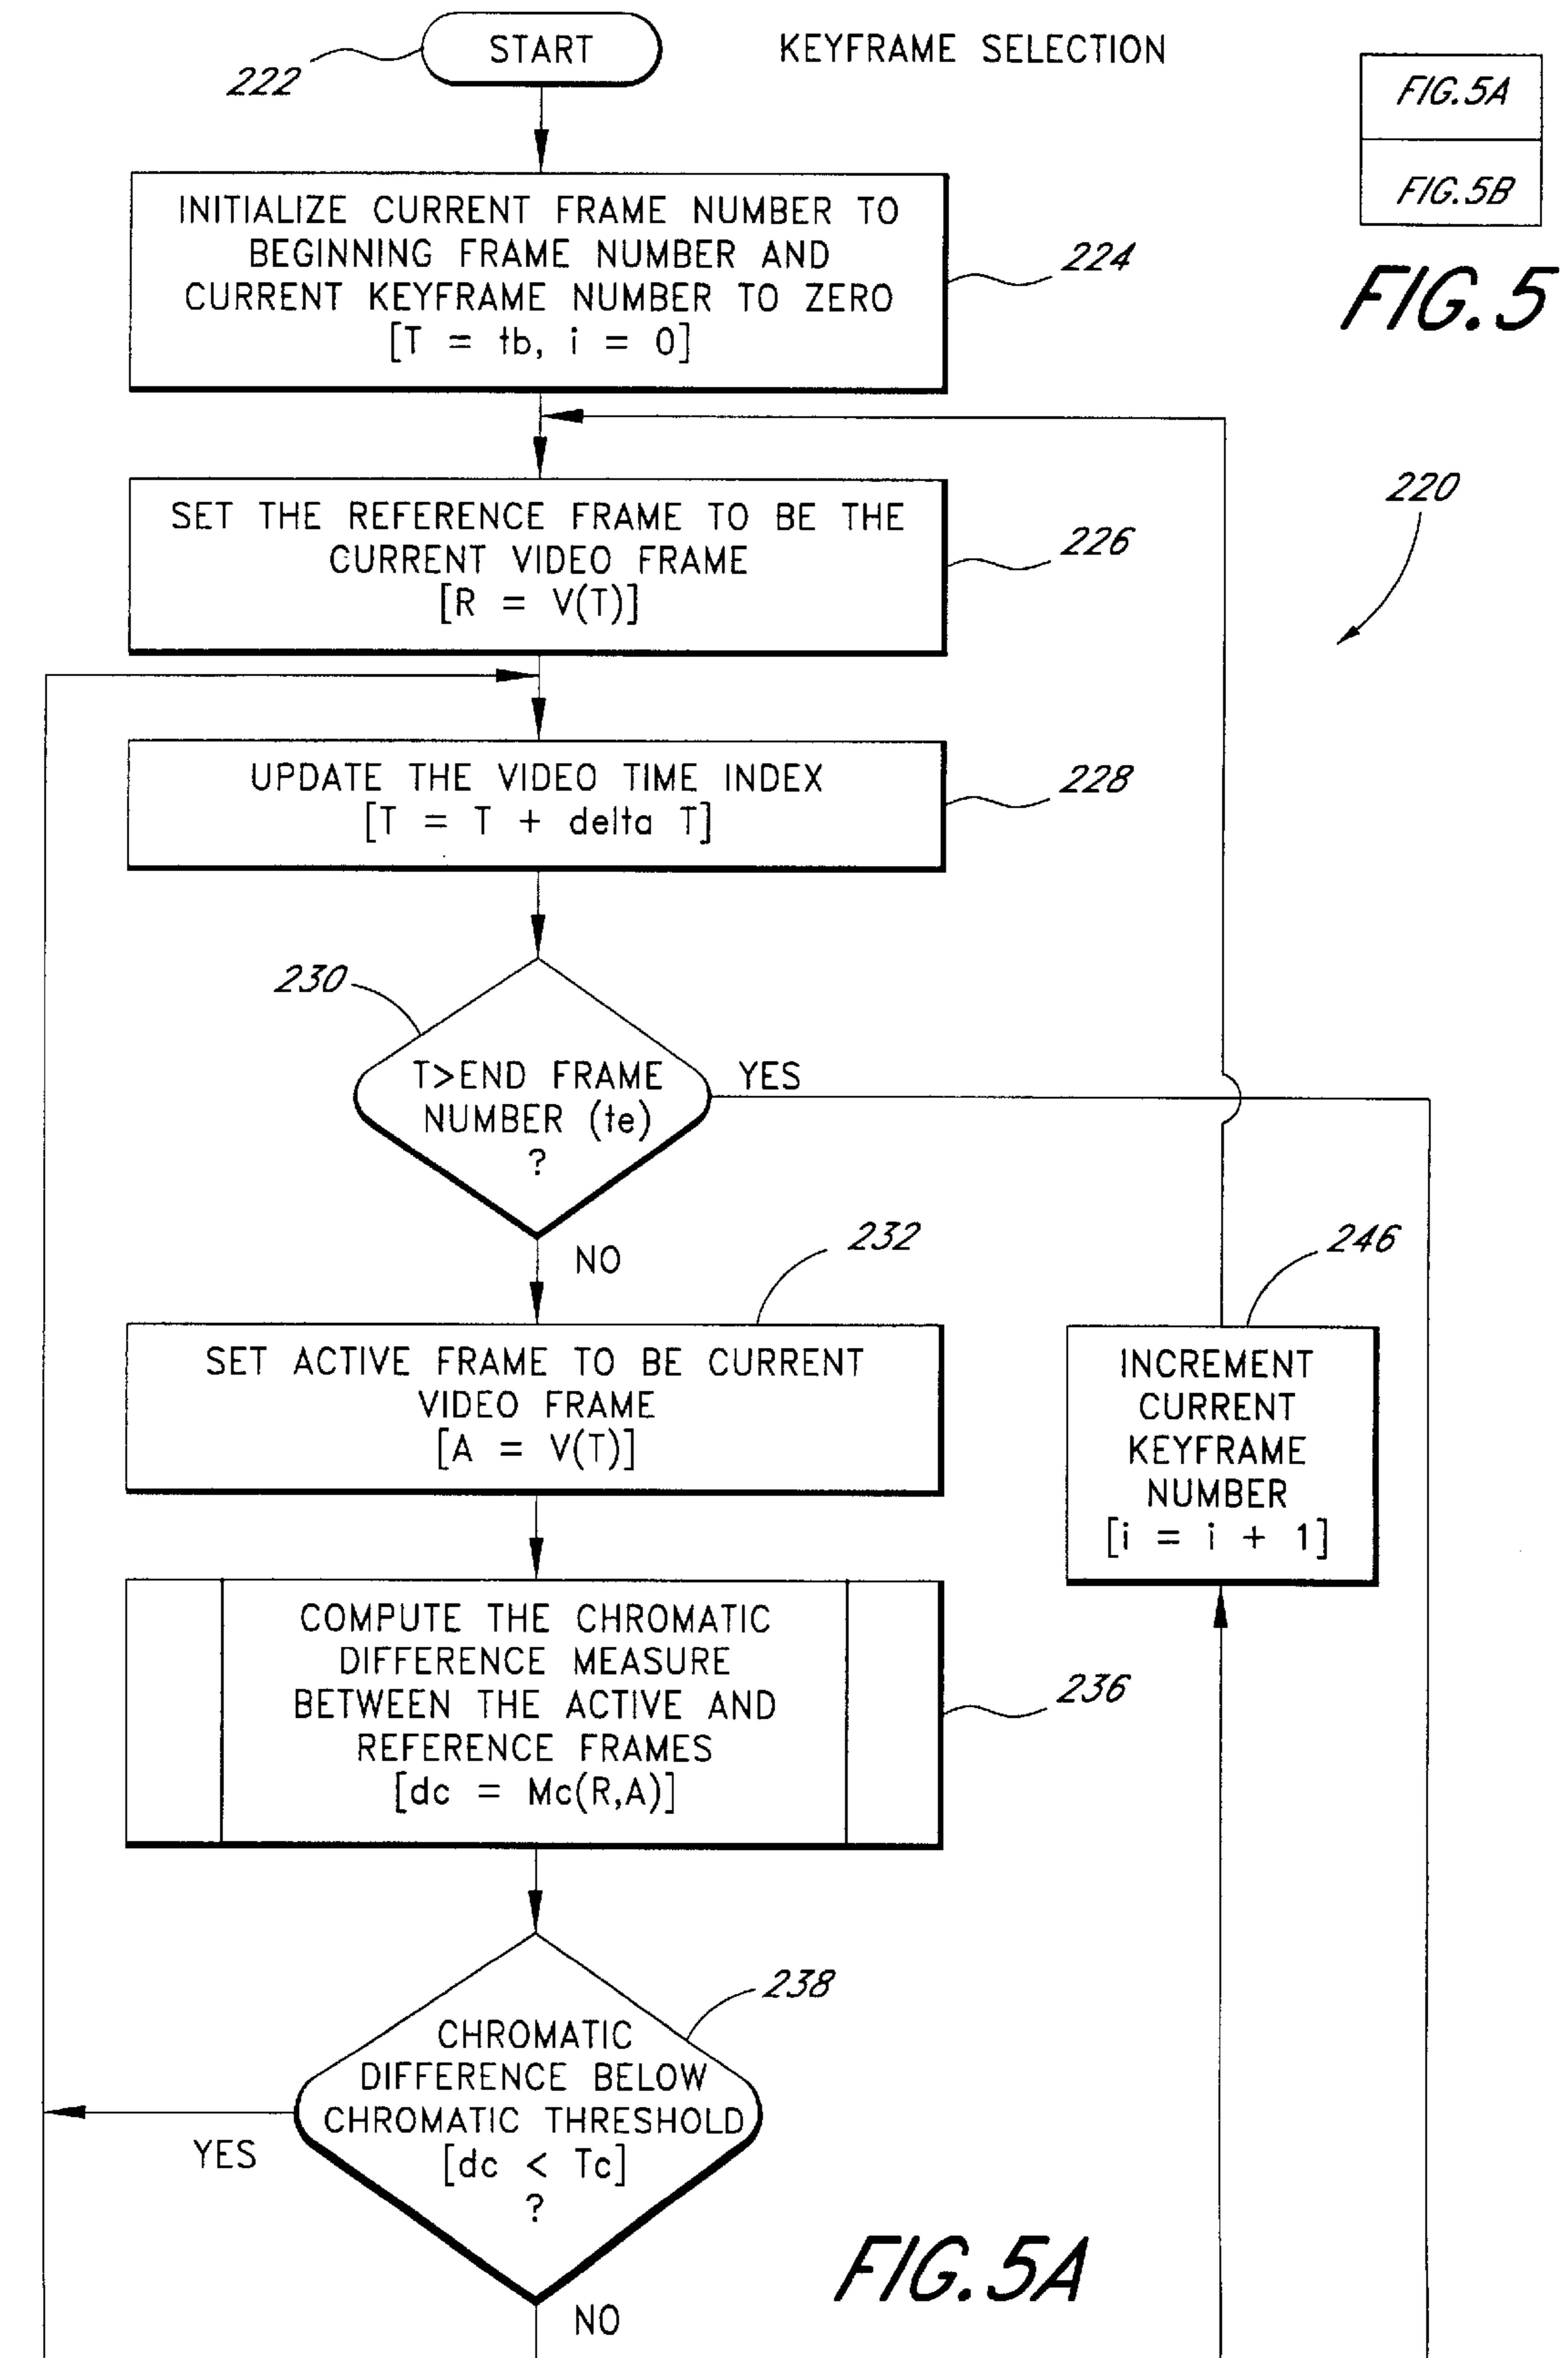 START
KEYFRAME SELECTION
222
FIG. 5A
FIG. 5B
FIG. 5
INITIALIZE CURRENT FRAME NUMBER TO
BEGINNING FRAME NUMBER AND
CURRENT KEYFRAME NUMBER TO ZERO
[T = tb, i = 0]
224
220
SET THE REFERENCE FRAME TO BE THE
CURRENT VIDEO FRAME
[R = V(T)]
226
UPDATE THE VIDEO TIME INDEX
[T = T + delta T]
228
230
T>END FRAME
NUMBER (te)
?
YES
NO
232
246
SET ACTIVE FRAME TO BE CURRENT
VIDEO FRAME
[A = V(T)]
INCREMENT
CURRENT
KEYFRAME
NUMBER
[i = i + 1]
COMPUTE THE CHROMATIC
DIFFERENCE MEASURE
BETWEEN THE ACTIVE AND
REFERENCE FRAMES
[dc = Mc(R,A)]
236
238
CHROMATIC
DIFFERENCE BELOW
CHROMATIC THRESHOLD
[dc < Tc]
?
YES
NO
FIG. 5A